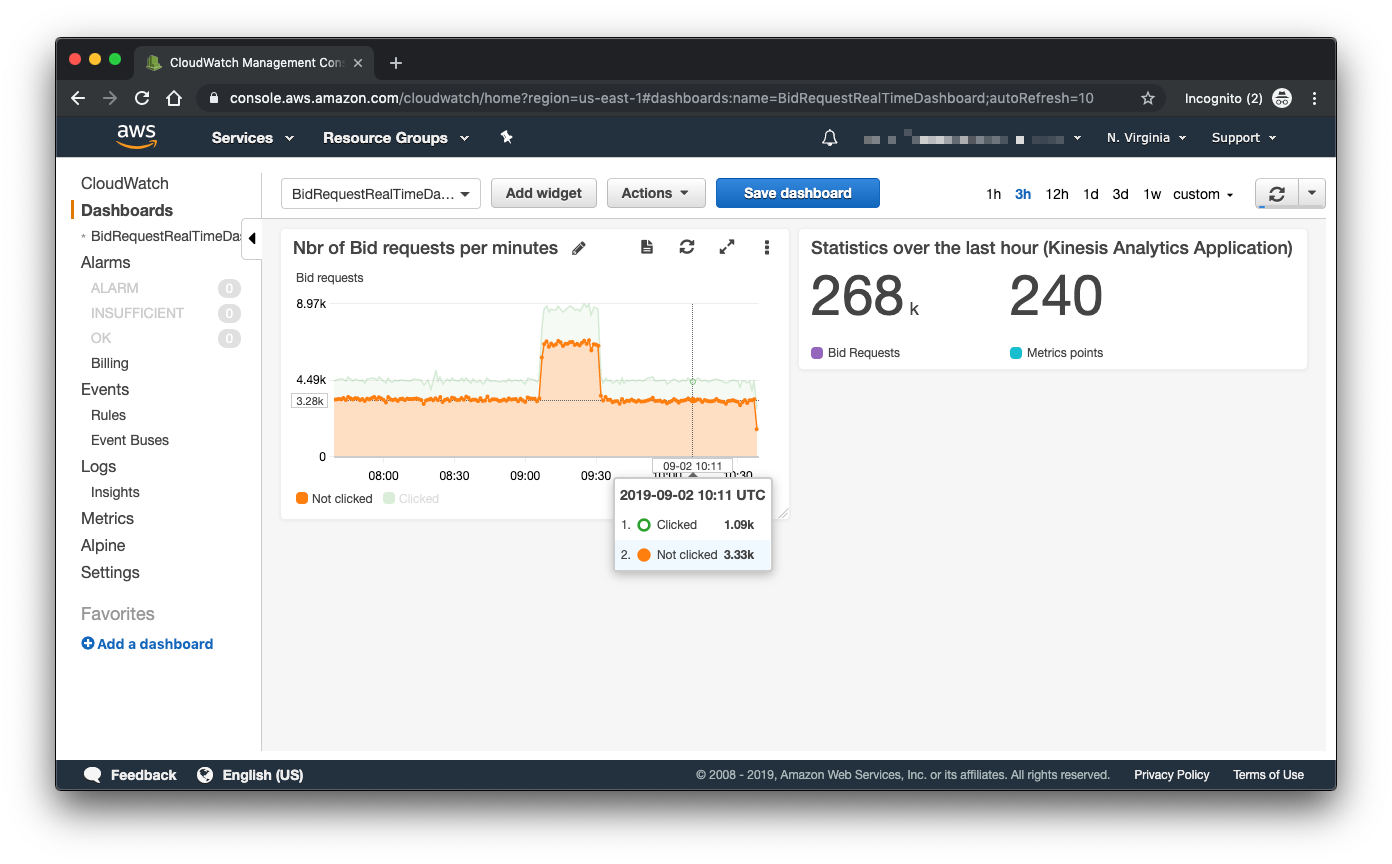 CloudWatch Management Con
console.aws.amazon.com/cloudwatch/home?region=us-east-1#dashboards:name=BidRequestRealTimeDashboard;autoRefresh=10
Incognito (2)
aws
Services
Resource Groups
N. Virginia
Support
CloudWatch
Dashboards
BidRequestRealTimeDa
Alarms
ALARM 0
INSUFFICIENT 0
OK 0
Billing
Events
Rules
Event Buses
Logs
Insights
Metrics
Alpine
Settings
Favorites
Add a dashboard
BidRequestRealTimeDa...
Add widget
Actions
Save dashboard
1h 3h 12h 1d 3d 1w custom
Nbr of Bid requests per minutes
Bid requests
8.97k
4.49k
3.28k
0
08:00 08:30 09:00 09:30 10:00 10:30
09-02 10:11
Not clicked Clicked
2019-09-02 10:11 UTC
1. Clicked 1.09k
2. Not clicked 3.33k
Statistics over the last hour (Kinesis Analytics Application)
268 k 240
Bid Requests Metrics points
Feedback
English (US)
© 2008 - 2019, Amazon Web Services, Inc. or its affiliates. All rights reserved.
Privacy Policy
Terms of Use